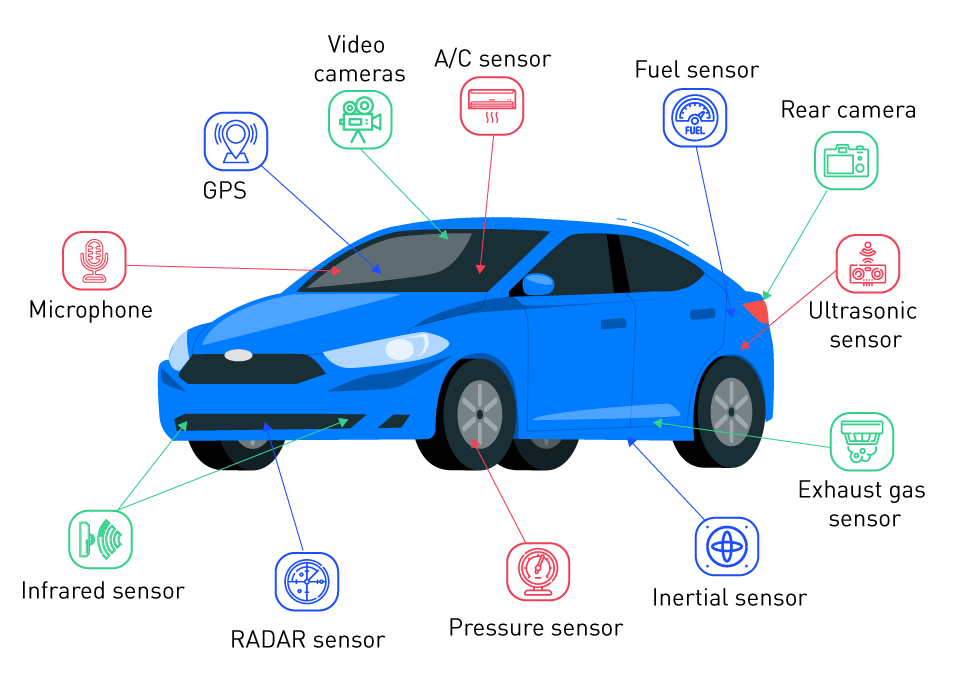 Video
cameras
A/C sensor
Fuel sensor
Rear camera
FUEL
GPS
Microphone
Ultrasonic
sensor
Exhaust gas
sensor
Infrared sensor
RADAR sensor
Pressure sensor
Inertial sensor